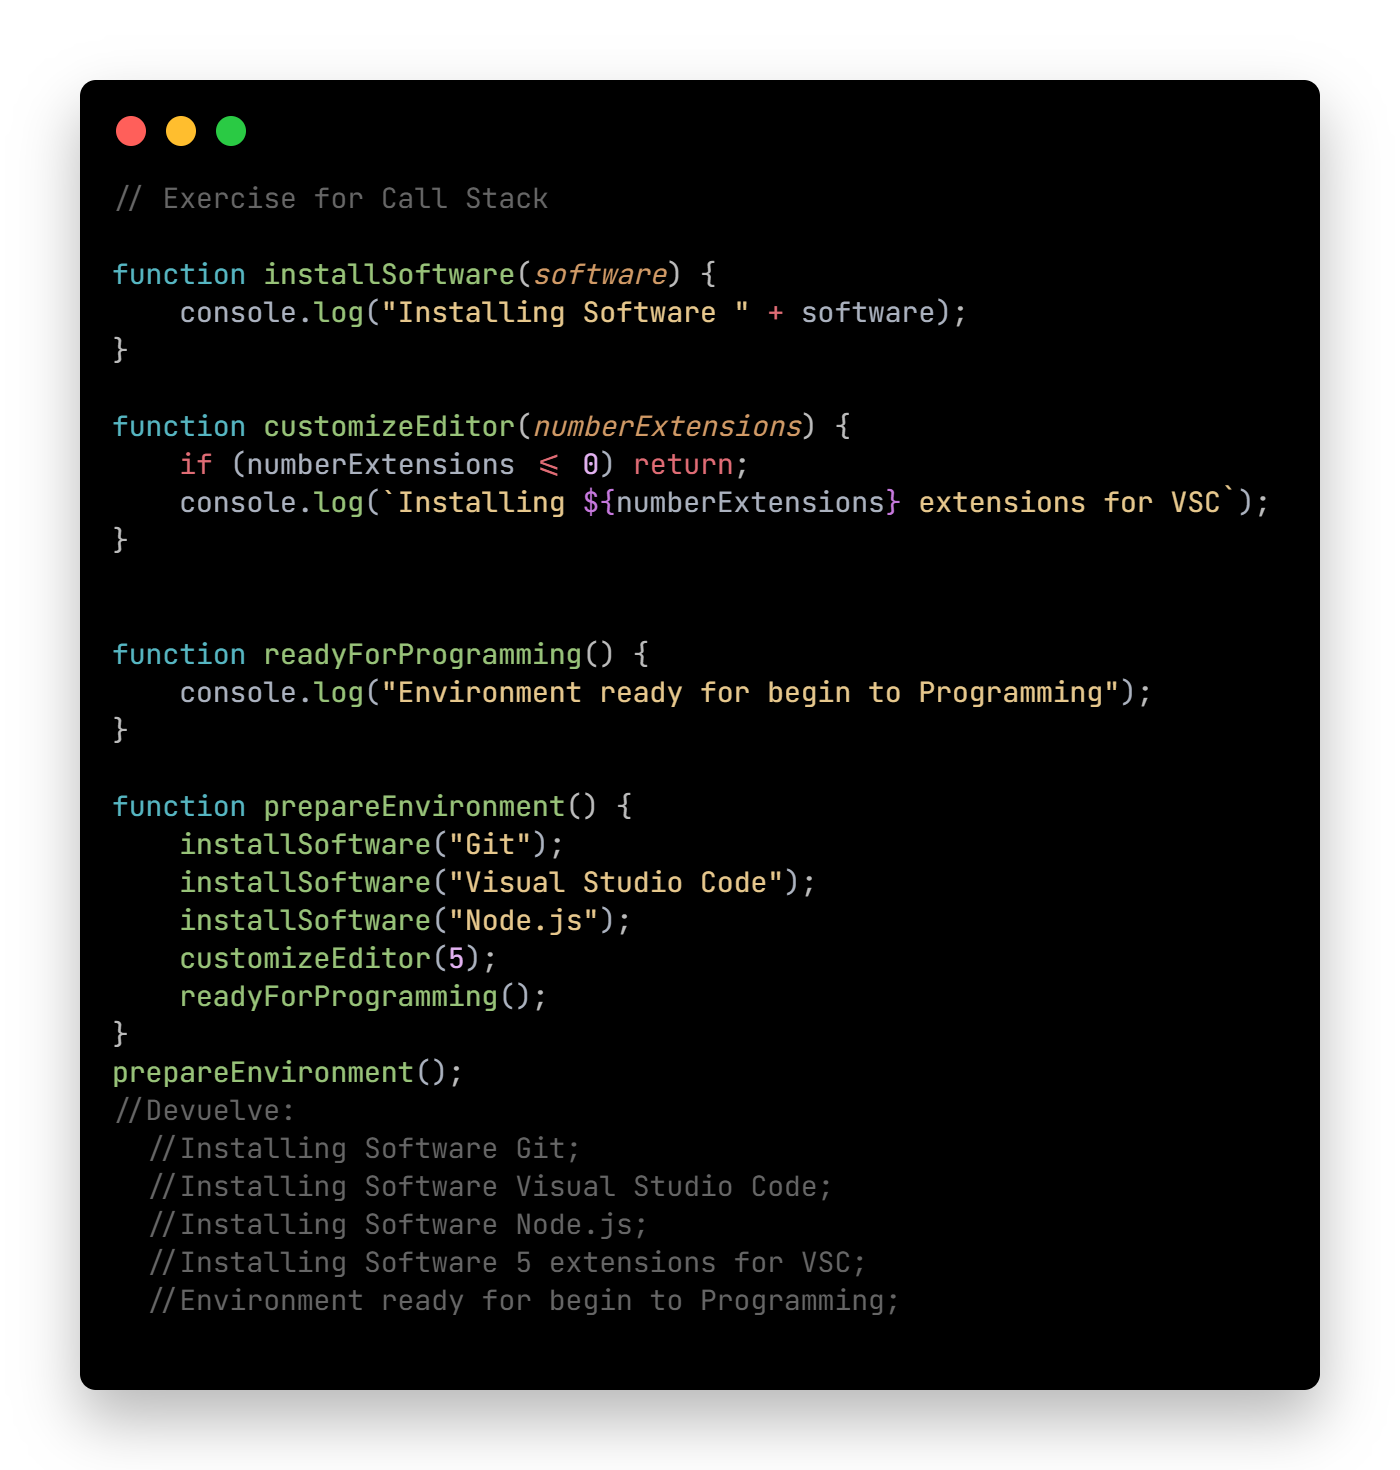 // Exercise for Call Stack
function installSoftware(software) {
    console.log("Installing Software " + software);
}
function customizeEditor(numberExtensions) {
    if (numberExtensions <= 0) return;
    console.log(`Installing ${numberExtensions} extensions for VSC`);
}
function readyForProgramming() {
    console.log("Environment ready for begin to Programming");
}
function prepareEnvironment() {
    installSoftware("Git");
    installSoftware("Visual Studio Code");
    installSoftware("Node.js");
    customizeEditor(5);
    readyForProgramming();
}
prepareEnvironment();
//Devuelve:
  //Installing Software Git;
  //Installing Software Visual Studio Code;
  //Installing Software Node.js;
  //Installing Software 5 extensions for VSC;
  //Environment ready for begin to Programming;